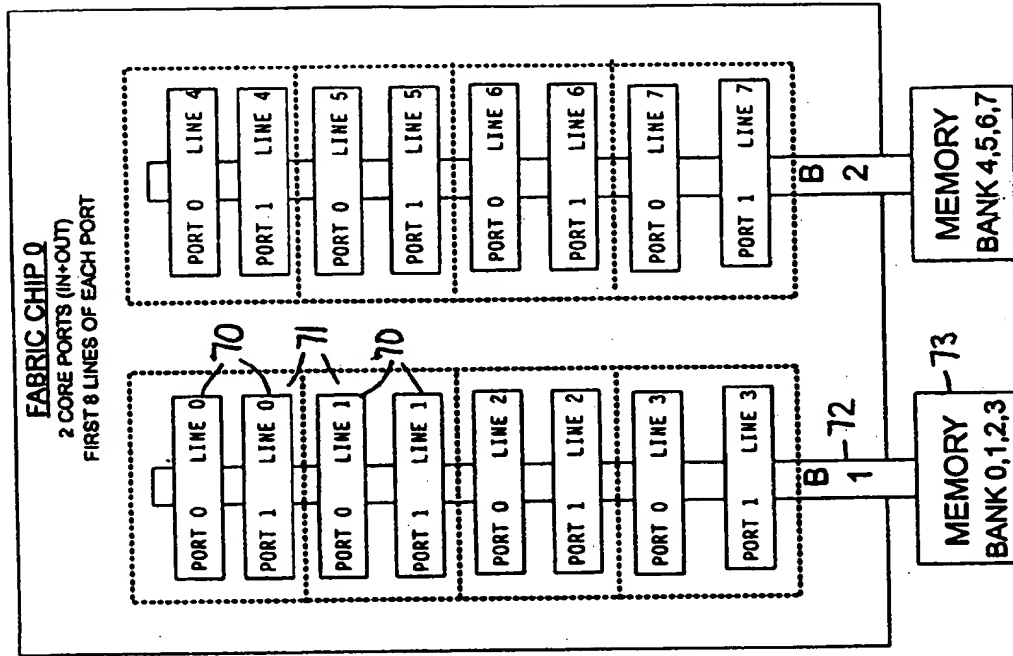 FABRIC CHIP 0
2 CORE PORTS (IN+OUT)
FIRST 8 LINES OF EACH PORT
PORT 0 LINE 0
PORT 1 LINE 0
PORT 0 LINE 1
PORT 1 LINE 1
PORT 0 LINE 2
PORT 1 LINE 2
PORT 0 LINE 3
PORT 1 LINE 3
70
71
70
B
1
72
MEMORY
BANK 0,1,2,3
73
PORT 0 LINE 4
PORT 1 LINE 4
PORT 0 LINE 5
PORT 1 LINE 5
PORT 0 LINE 6
PORT 1 LINE 6
PORT 0 LINE 7
PORT 1 LINE 7
B
2
MEMORY
BANK 4,5,6,7